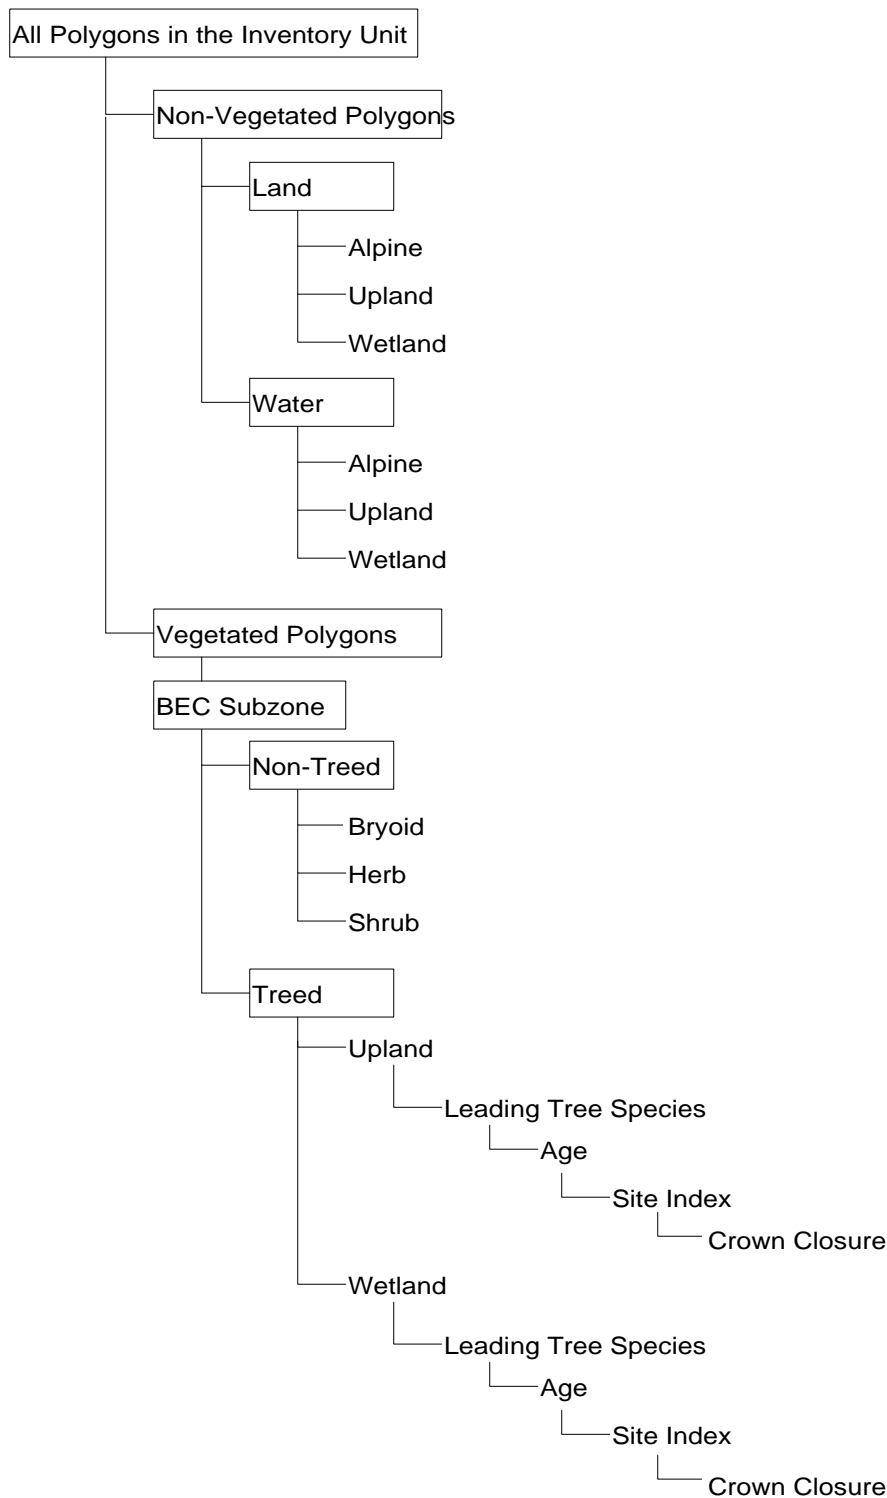 All Polygons in the Inventory Unit
Non-Vegetated Polygons
Land
Alpine
Upland
Wetland
Water
Alpine
Upland
Wetland
Vegetated Polygons
BEC Subzone
Non-Treed
Bryoid
Herb
Shrub
Treed
Upland
Leading Tree Species
Age
Site Index
Crown Closure
Wetland
Leading Tree Species
Age
Site Index
Crown Closure